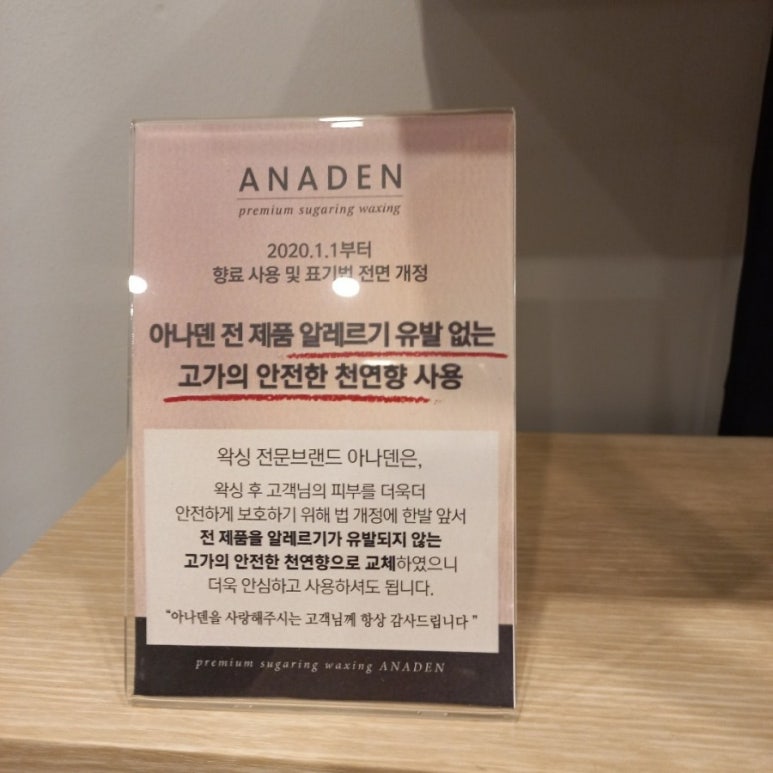 ANADEN
premium sugaring waxing
2020.1.1부터
향료 사용 및 표기법 전면 개정
아나덴 전 제품 알레르기 유발 없는
고가의 안전한 천연향 사용
왁싱 전문브랜드 아나덴은,
왁싱 후 고객님의 피부를 더욱더
안전하게 보호하기 위해 법 개정에 한발 앞서
전 제품을 알레르기가 유발되지 않는
고가의 안전한 천연향으로 교체하였으니
더욱 안심하고 사용하셔도 됩니다.
"아나덴을 사랑해주시는 고객님께 항상 감사드립니다"
premium sugaring waxing ANADEN